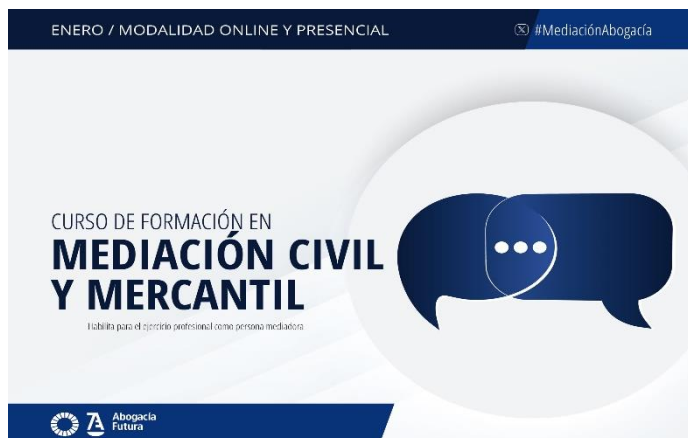 ENERO / MODALIDAD ONLINE Y PRESENCIAL
#MediaciónAbogacía
CURSO DE FORMACIÓN EN
MEDIACIÓN CIVIL
Y MERCANTIL
Habilita para el ejercicio profesional como persona mediadora
Abogacía
Futura